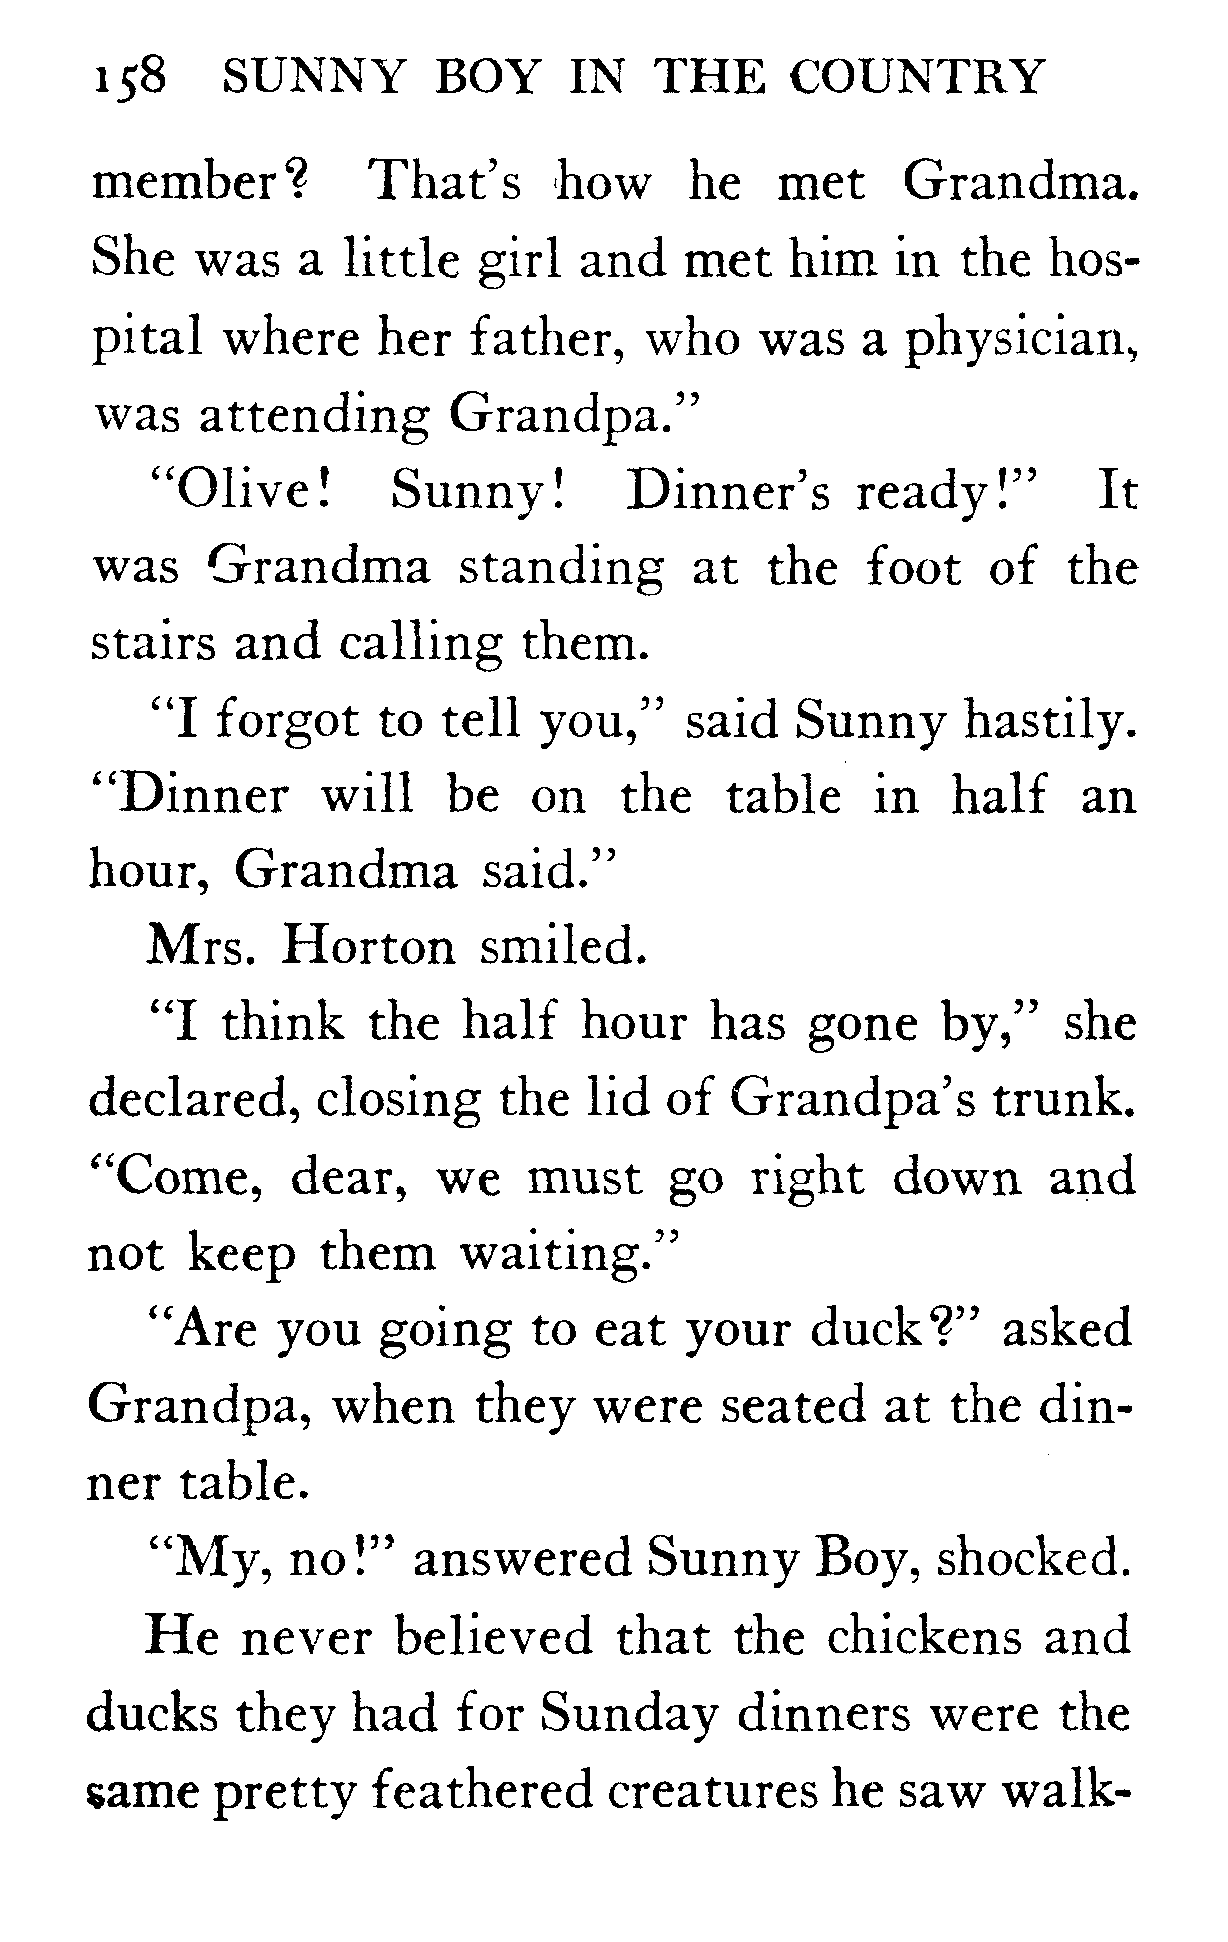 158 SUNNY BOY IN THE COUNTRY
member? That's how he met Grandma.
She was a little girl and met him in the hos-
pital where her father, who was a physician,
was attending Grandpa."
"Olive! Sunny! Dinner's ready!" It
was Grandma standing at the foot of the
stairs and calling them.
"I forgot to tell you," said Sunny hastily.
"Dinner will be on the table in half an
hour, Grandma said."
Mrs. Horton smiled.
"I think the half hour has gone by," she
declared, closing the lid of Grandpa's trunk.
"Come, dear, we must go right down and
not keep them waiting."
"Are you going to eat your duck?" asked
Grandpa, when they were seated at the din-
ner table.
"My, no!" answered Sunny Boy, shocked.
He never believed that the chickens and
ducks they had for Sunday dinners were the
same pretty feathered creatures he saw walk-